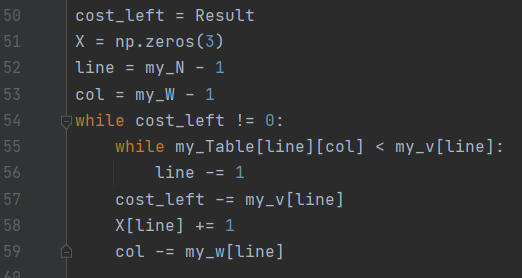 50 cost_left = Result
51 X = np.zeros(3)
52 line = my_N - 1
53 col = my_W - 1
54 while cost_left != 0:
55 while my_Table[line][col] < my_v[line]:
56 line -= 1
57 cost_left -= my_v[line]
58 X[line] += 1
59 col -= my_w[line]